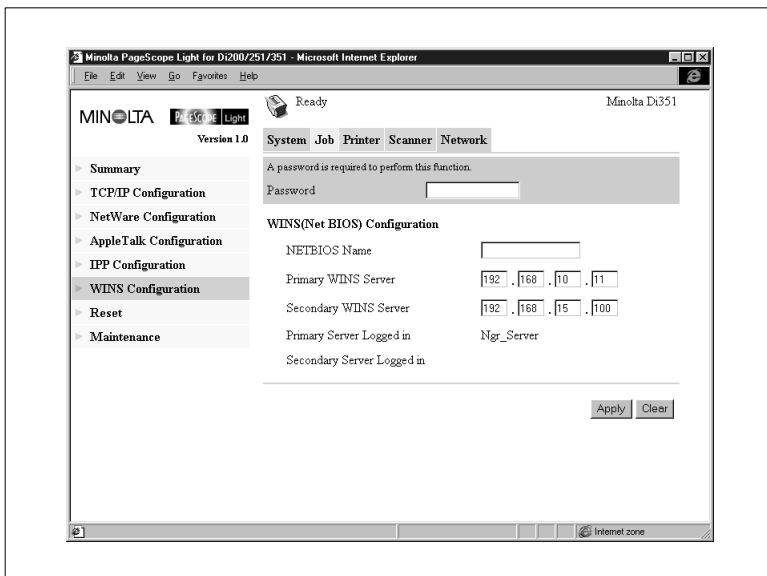 Minolta PageScope Light for Di200/251/351 - Microsoft Internet Explorer
File Edit View Go Favorites Help
MINOLTA PAGESCOPE Light
Version 1.0
Ready
Minolta Di351
System Job Printer Scanner Network
Summary
TCP/IP Configuration
NetWare Configuration
AppleTalk Configuration
IPP Configuration
WINS Configuration
Reset
Maintenance
A password is required to perform this function.
Password
WINS(Net BIOS) Configuration
NETBIOS Name
Primary WINS Server 192 . 168 . 10 . 11
Secondary WINS Server 192 . 168 . 15 . 100
Primary Server Logged in Ngr_Server
Secondary Server Logged in
Apply Clear
Internet zone